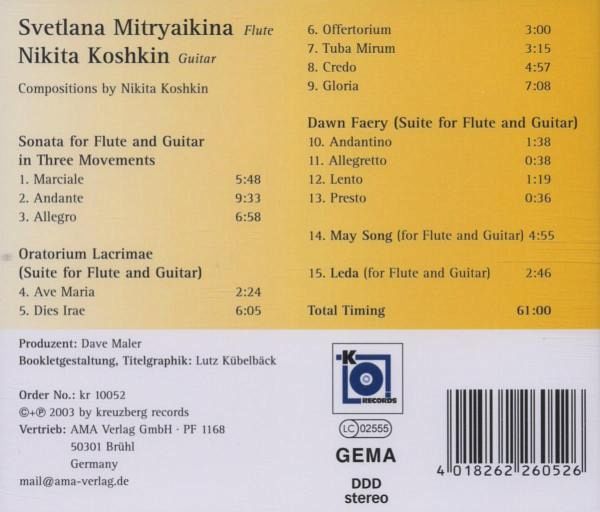 Svetlana Mitryaikina Flute
Nikita Koshkin Guitar
Compositions by Nikita Koshkin
Sonata for Flute and Guitar
in Three Movements
1. Marciale 5:48
2. Andante 9:33
3. Allegro 6:58
Oratorium Lacrimae
(Suite for Flute and Guitar)
4. Ave Maria 2:24
5. Dies Irae 6:05
6. Offertorium 3:00
7. Tuba Mirum 3:15
8. Credo 4:57
9. Gloria 7:08
Dawn Faery (Suite for Flute and Guitar)
10. Andantino 1:38
11. Allegretto 0:38
12. Lento 1:19
13. Presto 0:36
14. May Song (for Flute and Guitar) 4:55
15. Leda (for Flute and Guitar) 2:46
Total Timing 61:00
Produzent: Dave Maler
Bookletgestaltung, Titelgraphik: Lutz Kübelbäck
Order No.: kr 10052
©+℗ 2003 by kreuzberg records
Vertrieb: AMA Verlag GmbH · PF 1168
50301 Brühl
Germany
mail@ama-verlag.de
K
RECORDS
LC 02555
GEMA
DDD
stereo
4 018262 260526